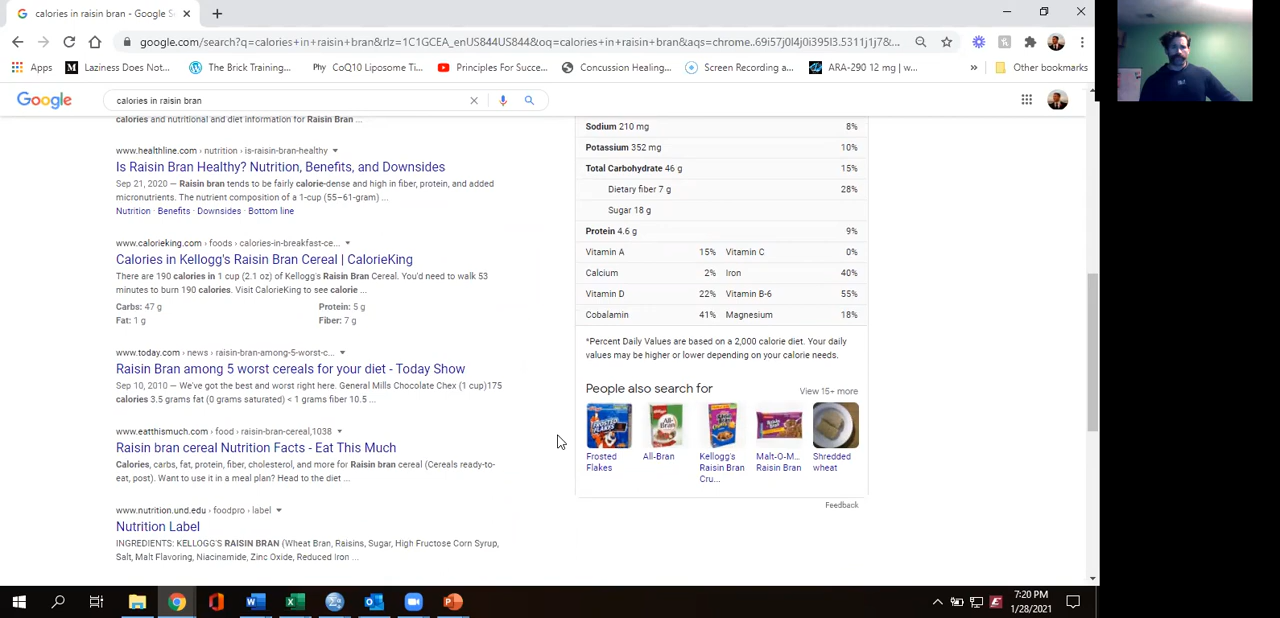 calories in raisin bran - Google S
google.com/search?q=calories+in+raisin+bran&rlz=1C1GCEA_enUS844US844&oq=calories+in+raisin+bran&aqs=chrome..69i57j0l4j0i395l3.5311j1j7&...
Apps
Laziness Does Not...
The Brick Training...
Phy CoQ10 Liposome Ti...
Principles For Succe...
Concussion Healing...
Screen Recording a...
ARA-290 12 mg | w...
»
Other bookmarks
Google
calories in raisin bran
calories and nutritional and diet information for Raisin Bran ...
www.healthline.com › nutrition › is-raisin-bran-healthy
Is Raisin Bran Healthy? Nutrition, Benefits, and Downsides
Sep 21, 2020 — Raisin bran tends to be fairly calorie-dense and high in fiber, protein, and added
micronutrients. The nutrient composition of a 1-cup (55–61-gram) ...
Nutrition · Benefits · Downsides · Bottom line
www.calorieking.com › foods › calories-in-breakfast-ce...
Calories in Kellogg's Raisin Bran Cereal | CalorieKing
There are 190 calories in 1 cup (2.1 oz) of Kellogg's Raisin Bran Cereal. You'd need to walk 53
minutes to burn 190 calories. Visit CalorieKing to see calorie ...
Carbs: 47 g
Protein: 5 g
Fat: 1 g
Fiber: 7 g
www.today.com › news › raisin-bran-among-5-worst-c...
Raisin Bran among 5 worst cereals for your diet - Today Show
Sep 10, 2010 — We've got the best and worst right here. General Mills Chocolate Chex (1 cup)175
calories 3.5 grams fat (0 grams saturated) < 1 grams fiber 10.5 ...
www.eatthismuch.com › food › raisin-bran-cereal,1038
Raisin bran cereal Nutrition Facts - Eat This Much
Calories, carbs, fat, protein, fiber, cholesterol, and more for Raisin bran cereal (Cereals ready-to-
eat, post). Want to use it in a meal plan? Head to the diet ...
www.nutrition.und.edu › foodpro › label
Nutrition Label
INGREDIENTS: KELLOGG'S RAISIN BRAN (Wheat Bran, Raisins, Sugar, High Fructose Corn Syrup,
Salt, Malt Flavoring, Niacinamide, Zinc Oxide, Reduced Iron ...
Sodium 210 mg 8%
Potassium 352 mg 10%
Total Carbohydrate 46 g 15%
Dietary fiber 7 g 28%
Sugar 18 g
Protein 4.6 g 9%
Vitamin A 15% Vitamin C 0%
Calcium 2% Iron 40%
Vitamin D 22% Vitamin B-6 55%
Cobalamin 41% Magnesium 18%
*Percent Daily Values are based on a 2,000 calorie diet. Your daily
values may be higher or lower depending on your calorie needs.
People also search for
View 15+ more
Frosted
Flakes
All-Bran
Kellogg's
Raisin Bran
Cru...
Malt-O-M...
Raisin Bran
Shredded
wheat
Feedback
7:20 PM
1/28/2021